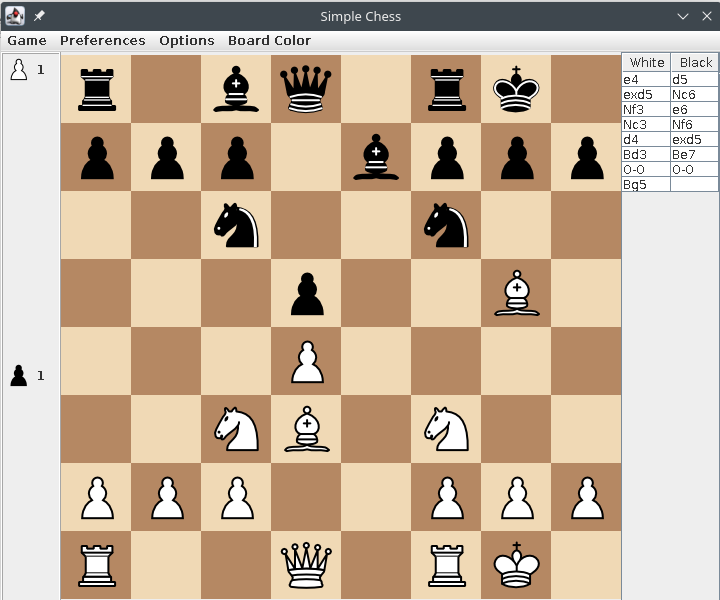 Simple Chess
Game Preferences Options Board Color
1
1
White Black
e4 d5
exd5 Nc6
Nf3 e6
Nc3 Nf6
d4 exd5
Bd3 Be7
O-O O-O
Bg5